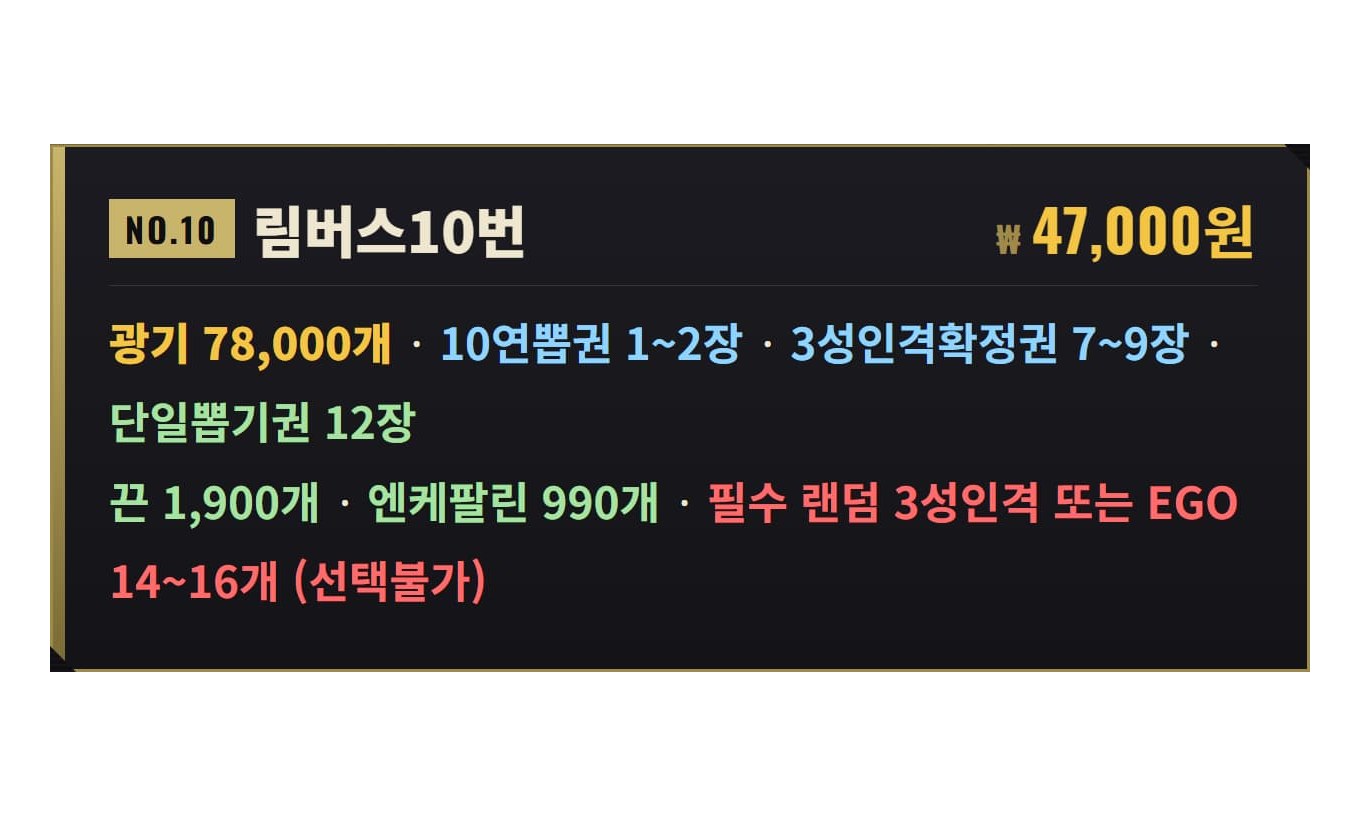 NO.10 림버스10번 ₩ 47,000원
광기 78,000개 · 10연뽑권 1~2장 · 3성인격확정권 7~9장 ·
단일뽑기권 12장
끈 1,900개 · 엔케팔린 990개 · 필수 랜덤 3성인격 또는 EGO
14~16개 (선택불가)